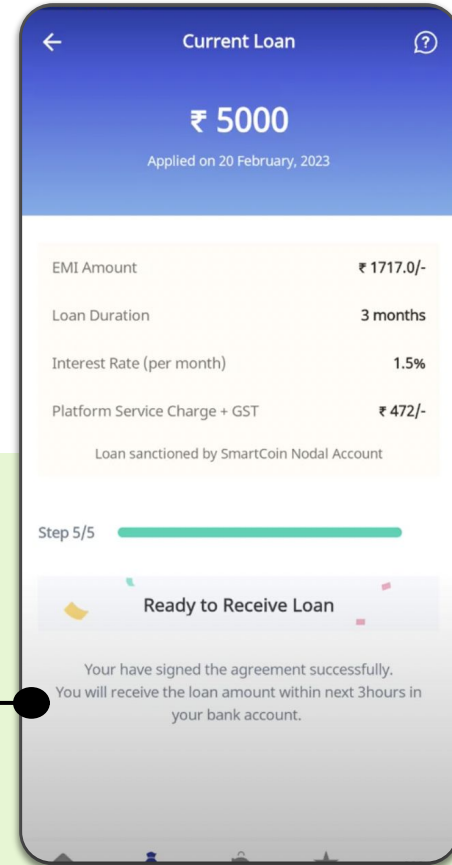 Current Loan
₹ 5000
Applied on 20 February, 2023
EMI Amount ₹ 1717.0/-
Loan Duration 3 months
Interest Rate (per month) 1.5%
Platform Service Charge + GST ₹ 472/-
Loan sanctioned by SmartCoin Nodal Account
Step 5/5
Ready to Receive Loan
Your have signed the agreement successfully.
You will receive the loan amount within next 3hours in
your bank account.